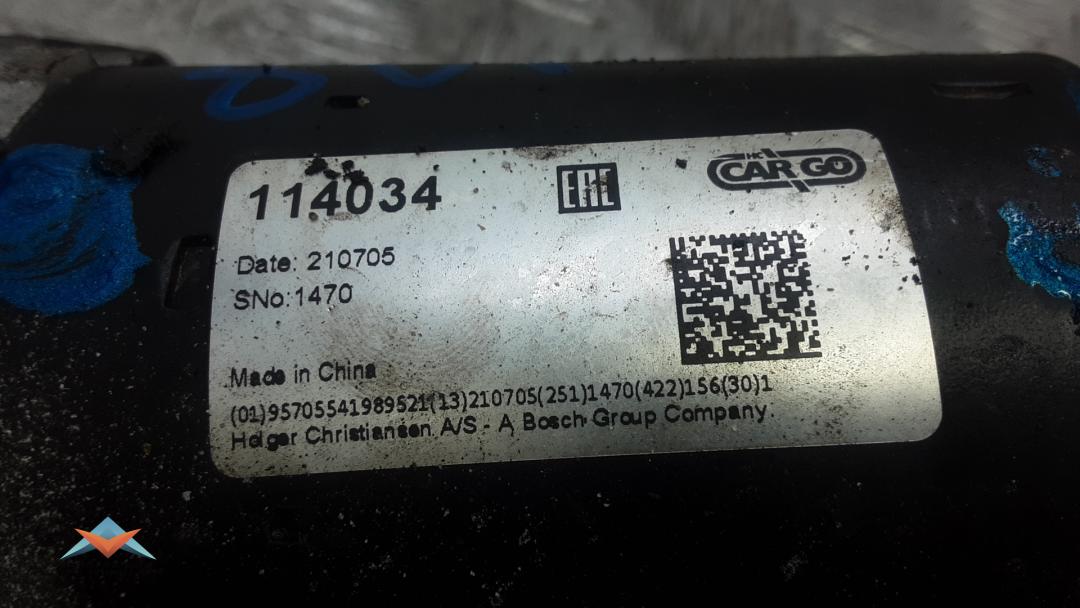 114034
EAC
HC
CARGO
Date: 210705
SNo:1470
Made in China
(01)95705541989521(13)210705(251)1470(422)156(30)1
Holger Christiansen A/S - A Bosch Group Company.